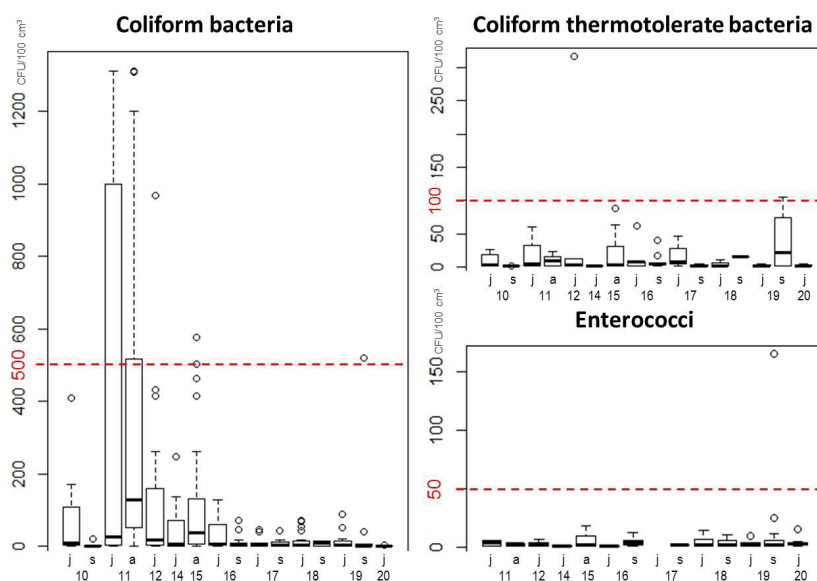 Coliform bacteria
CFU/100 cm³
0
200
400
500
600
800
1000
1200
j s j a j j a j s j s j s j s j
10 11 12 14 15 16 17 18 19 20
Coliform thermotolerate bacteria
CFU/100 cm³
0
50
100
150
250
j s j a j j a j s j s j s j s j
10 11 12 14 15 16 17 18 19 20
Enterococi
CFU/100 cm³
0
50
100
150
j a j j a j s j s j s j s j
10 11 12 14 15 16 17 18 19 20